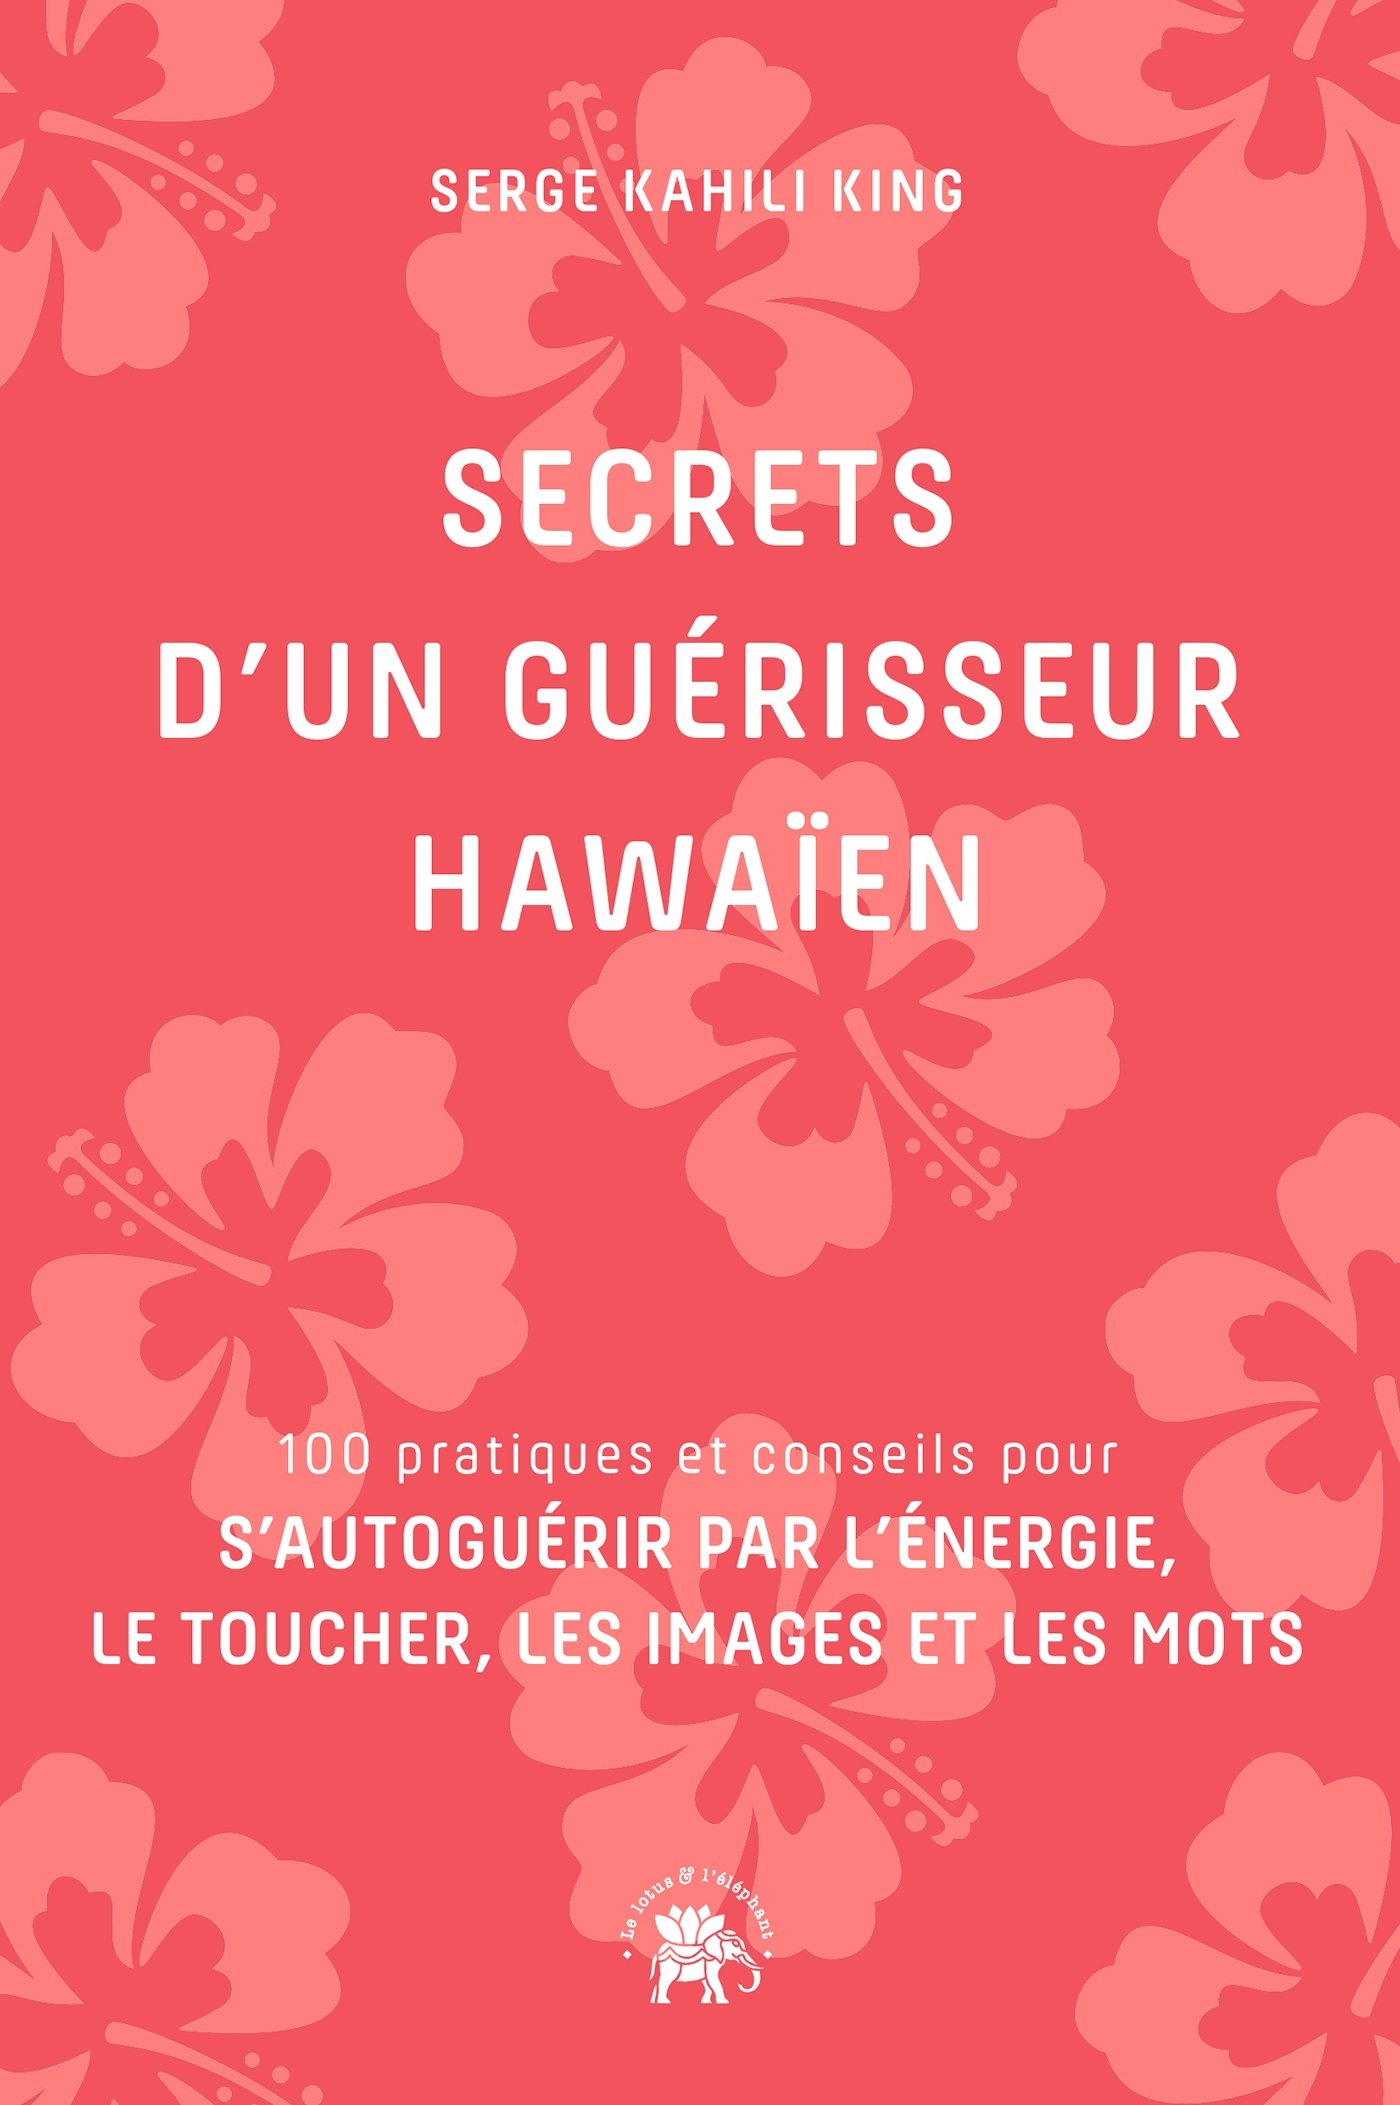 SERGE KAHILI KING
SECRETS
D’UN GUÉRISSEUR
HAWAÏEN
100 pratiques et conseils pour
S’AUTOGUÉRIR PAR L’ÉNERGIE,
LE TOUCHER, LES IMAGES ET LES MOTS
Le lotus & l’éléphant